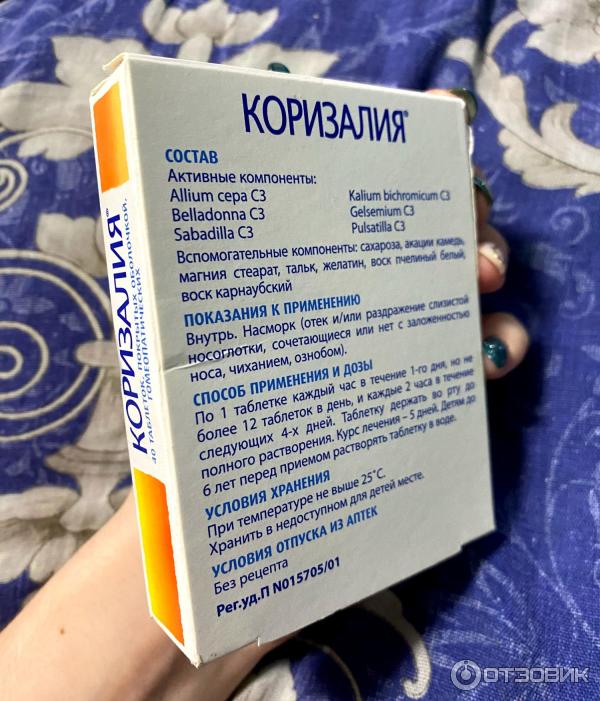 КОРИЗАЛИЯ®
СОСТАВ
Активные компоненты:
Allium cepa C3
Belladonna C3
Sabadilla C3
Kalium bichromicum C3
Gelsemium C3
Pulsatilla C3
Вспомогательные компоненты: сахароза, акации камедь,
магния стеарат, тальк, желатин, воск пчелиный белый,
воск карнаубский
ПОКАЗАНИЯ К ПРИМЕНЕНИЮ
Внутрь. Насморк (отек и/или раздражение слизистой
носоглотки, сочетающиеся или нет с заложенностью
носа, чиханием, ознобом).
СПОСОБ ПРИМЕНЕНИЯ И ДОЗЫ
По 1 таблетке каждый час в течение 1-го дня, но не
более 12 таблеток в день, и каждые 2 часа в течение
следующих 4-х дней. Таблетку держать во рту до
полного растворения. Курс лечения – 5 дней. Детям до
6 лет перед приемом растворять таблетку в воде.
УСЛОВИЯ ХРАНЕНИЯ
При температуре не выше 25˚С.
Хранить в недоступном для детей месте.
УСЛОВИЯ ОТПУСКА ИЗ АПТЕК
Без рецепта
Рег.уд.П N015705/01
КОРИЗАЛИЯ®
40 ТАБЛЕТОК, ПОКРЫТЫХ ОБОЛОЧКОЙ,
ГОМЕОПАТИЧЕСКИХ
ОТЗОВИК